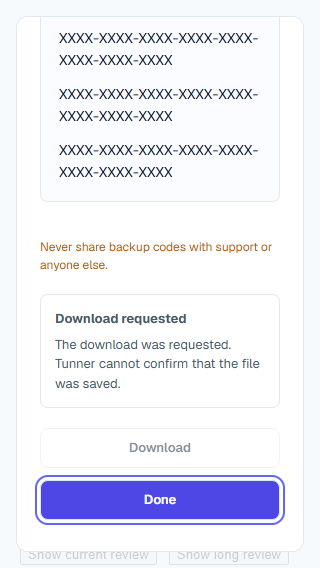 XXXX-XXXX-XXXX-XXXX-XXXX-
XXXX-XXXX-XXXX
XXXX-XXXX-XXXX-XXXX-XXXX-
XXXX-XXXX-XXXX
XXXX-XXXX-XXXX-XXXX-XXXX-
XXXX-XXXX-XXXX
Never share backup codes with support or
anyone else.
Download requested
The download was requested.
Tunner cannot confirm that the file
was saved.
Download
Done
Show current review Show long review